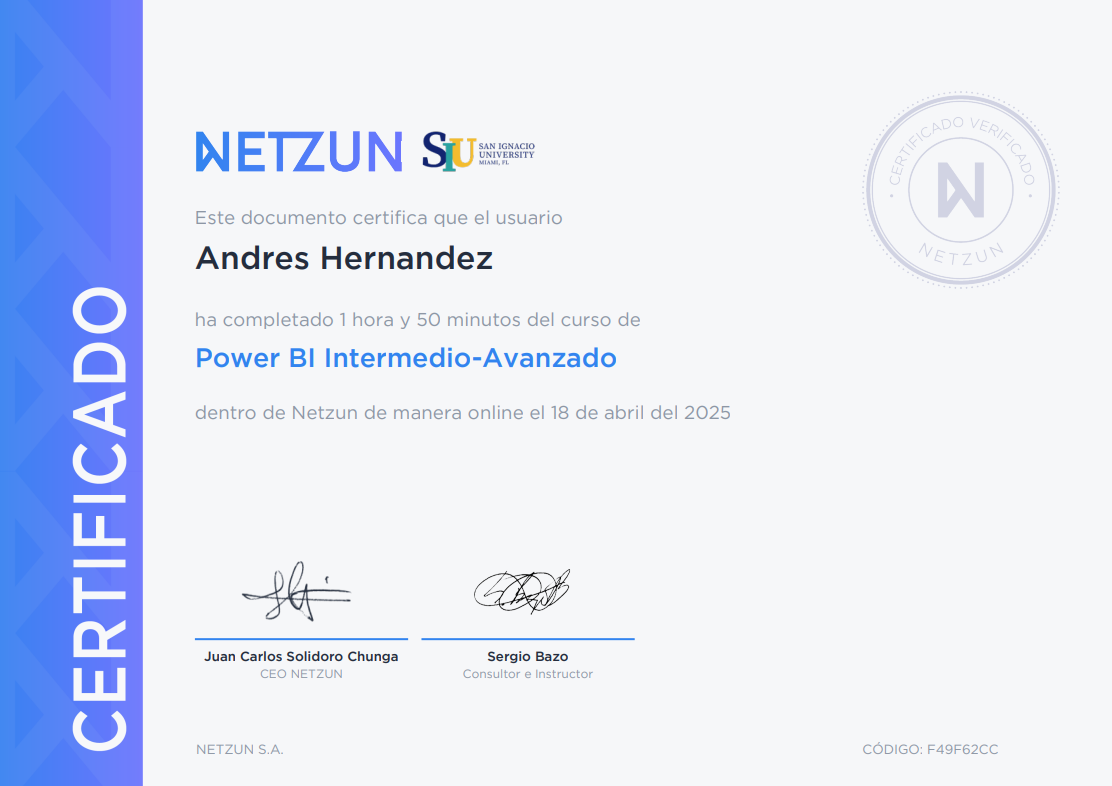 CERTIFICADO
NETZUN
SIU
SAN IGNACIO
UNIVERSITY
MIAMI, FL
• CERTIFICADO VERIFICADO •
N
NETZUN
Este documento certifica que el usuario
Andres Hernandez
ha completado 1 hora y 50 minutos del curso de
Power BI Intermedio-Avanzado
dentro de Netzun de manera online el 18 de abril del 2025
Juan Carlos Solidoro Chunga
CEO NETZUN
Sergio Bazo
Consultor e Instructor
NETZUN S.A.
CÓDIGO: F49F62CC